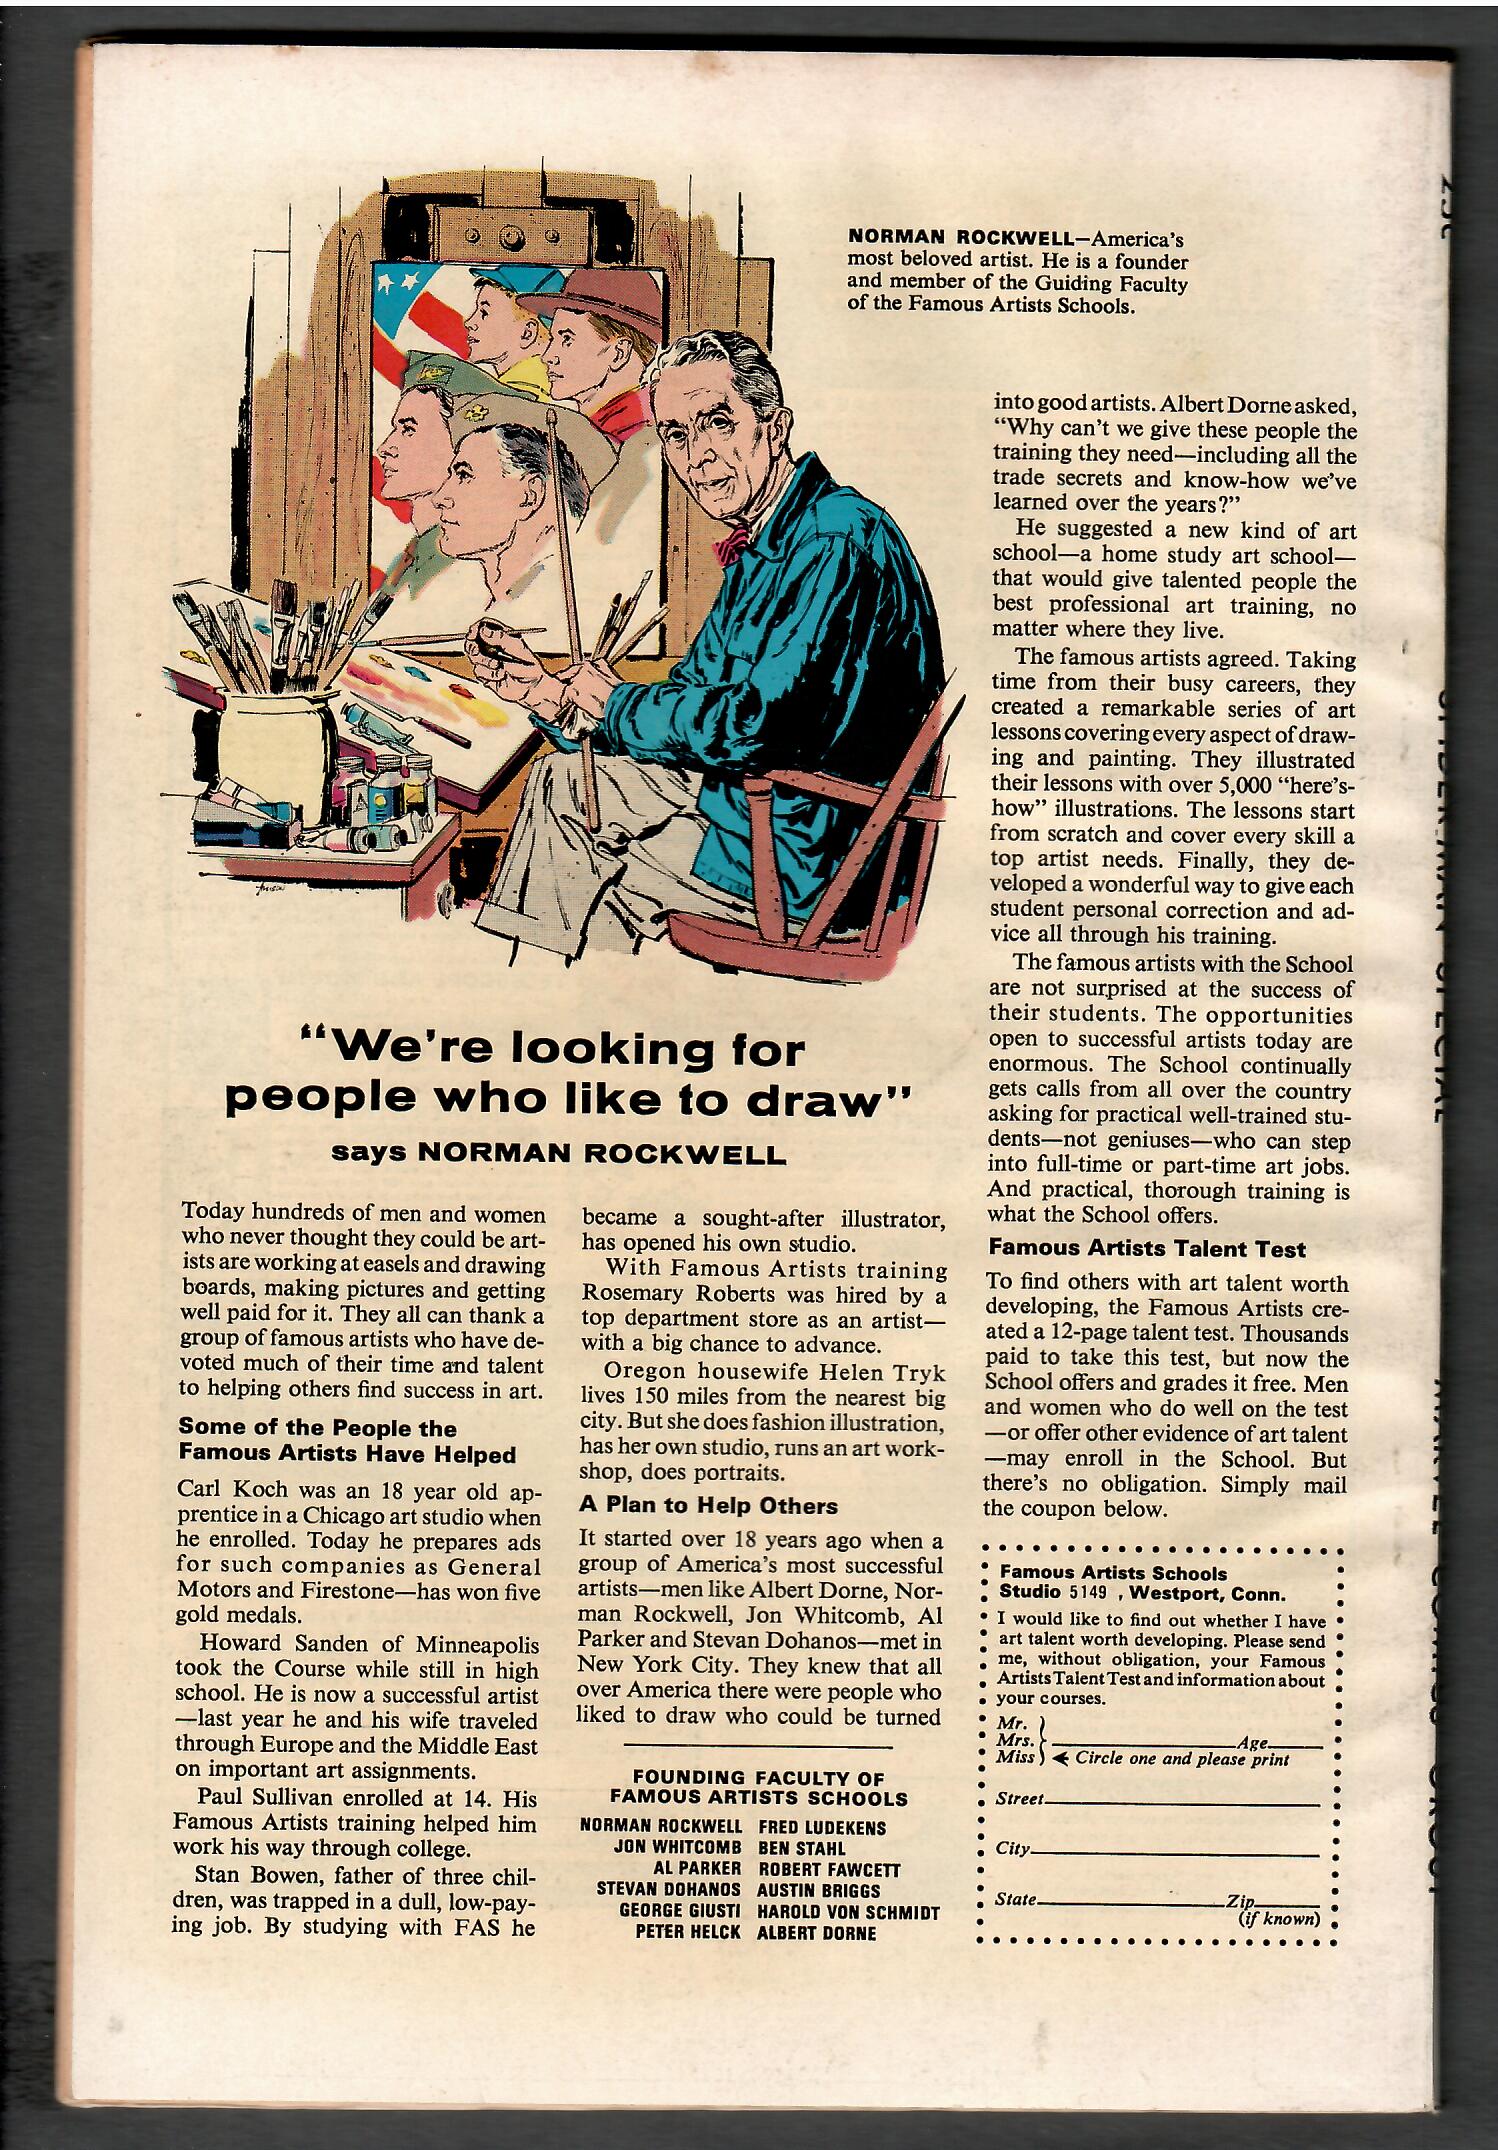 NORMAN ROCKWELL—America's
most beloved artist. He is a founder
and member of the Guiding Faculty
of the Famous Artists Schools.
"We're looking for
people who like to draw"
says NORMAN ROCKWELL
Today hundreds of men and women
who never thought they could be art-
ists are working at easels and drawing
boards, making pictures and getting
well paid for it. They all can thank a
group of famous artists who have de-
voted much of their time and talent
to helping others find success in art.
Some of the People the
Famous Artists Have Helped
Carl Koch was an 18 year old ap-
prentice in a Chicago art studio when
he enrolled. Today he prepares ads
for such companies as General
Motors and Firestone—has won five
gold medals.
Howard Sanden of Minneapolis
took the Course while still in high
school. He is now a successful artist
—last year he and his wife traveled
through Europe and the Middle East
on important art assignments.
Paul Sullivan enrolled at 14. His
Famous Artists training helped him
work his way through college.
Stan Bowen, father of three chil-
dren, was trapped in a dull, low-pay-
ing job. By studying with FAS he
became a sought-after illustrator,
has opened his own studio.
With Famous Artists training
Rosemary Roberts was hired by a
top department store as an artist—
with a big chance to advance.
Oregon housewife Helen Tryk
lives 150 miles from the nearest big
city. But she does fashion illustration,
has her own studio, runs an art work-
shop, does portraits.
A Plan to Help Others
It started over 18 years ago when a
group of America's most successful
artists—men like Albert Dorne, Nor-
man Rockwell, Jon Whitcomb, Al
Parker and Stevan Dohanos—met in
New York City. They knew that all
over America there were people who
liked to draw who could be turned
FOUNDING FACULTY OF
FAMOUS ARTISTS SCHOOLS
NORMAN ROCKWELL FRED LUDEKENS
JON WHITCOMB BEN STAHL
AL PARKER ROBERT FAWCETT
STEVAN DOHANOS AUSTIN BRIGGS
GEORGE GIUSTI HAROLD VON SCHMIDT
PETER HELCK ALBERT DORNE
into good artists. Albert Dorne asked,
"Why can't we give these people the
training they need—including all the
trade secrets and know-how we've
learned over the years?"
He suggested a new kind of art
school—a home study art school—
that would give talented people the
best professional art training, no
matter where they live.
The famous artists agreed. Taking
time from their busy careers, they
created a remarkable series of art
lessons covering every aspect of draw-
ing and painting. They illustrated
their lessons with over 5,000 "here's-
how" illustrations. The lessons start
from scratch and cover every skill a
top artist needs. Finally, they de-
veloped a wonderful way to give each
student personal correction and ad-
vice all through his training.
The famous artists with the School
are not surprised at the success of
their students. The opportunities
open to successful artists today are
enormous. The School continually
gets calls from all over the country
asking for practical well-trained stu-
dents—not geniuses—who can step
into full-time or part-time art jobs.
And practical, thorough training is
what the School offers.
Famous Artists Talent Test
To find others with art talent worth
developing, the Famous Artists cre-
ated a 12-page talent test. Thousands
paid to take this test, but now the
School offers and grades it free. Men
and women who do well on the test
—or offer other evidence of art talent
—may enroll in the School. But
there's no obligation. Simply mail
the coupon below.
Famous Artists Schools
Studio 5149 , Westport, Conn.
I would like to find out whether I have
art talent worth developing. Please send
me, without obligation, your Famous
Artists Talent Test and information about
your courses.
Mr.
Mrs. Age
Miss Circle one and please print
Street
City
State Zip
(if known)